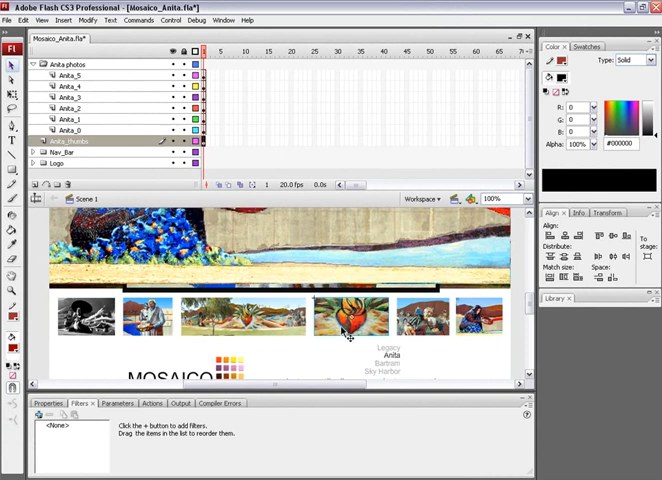 Adobe Flash CS3 Professional - [Mosaico_Anita.fla*]
File Edit View Insert Modify Text Commands Control Debug Window Help
Mosaico_Anita.fla*
Anita photos
Anita_5
Anita_4
Anita_3
Anita_2
Anita_1
Anita_0
Anita_thumbs
Nav_Bar
Logo
1 5 10 15 20 25 30 35 40 45 50 55 60 65 70
1 20.0 fps 0.0s
Scene 1
Workspace
100%
Legacy
Anita
Bartram
Sky Harbor
MOSAICO
Properties Filters × Parameters Actions Output Compiler Errors
<None>
Click the + button to add filters.
Drag the items in the list to reorder them.
Color × Swatches
Type: Solid
R: 0
G: 0
B: 0
Alpha: 100%
#000000
Align × Info Transform
Align:
Distribute:
Match size:
Space:
To
stage:
Library ×